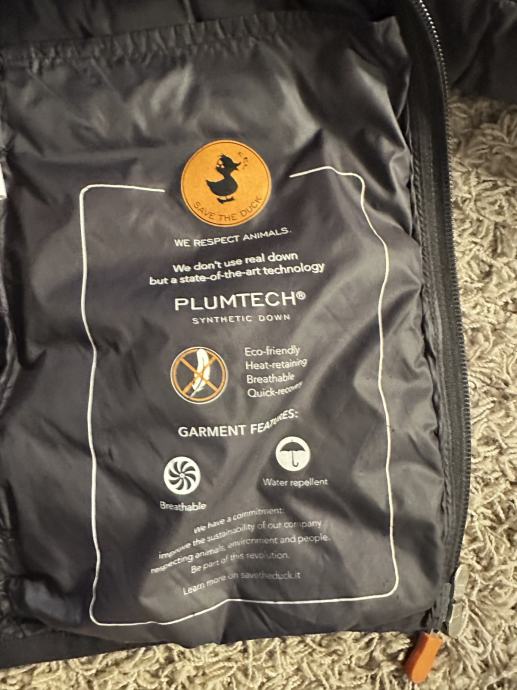 SAVE THE DUCK
WE RESPECT ANIMALS.
We don't use real down
but a state-of-the-art technology
PLUMTECH®
SYNTHETIC DOWN
Eco-friendly
Heat-retaining
Breathable
Quick-recovery
GARMENT FEATURES:
Breathable
Water repellent
We have a commitment:
improve the sustainability of our company
respecting animals, environment and people.
Be part of this revolution.
Learn more on savetheduck.it